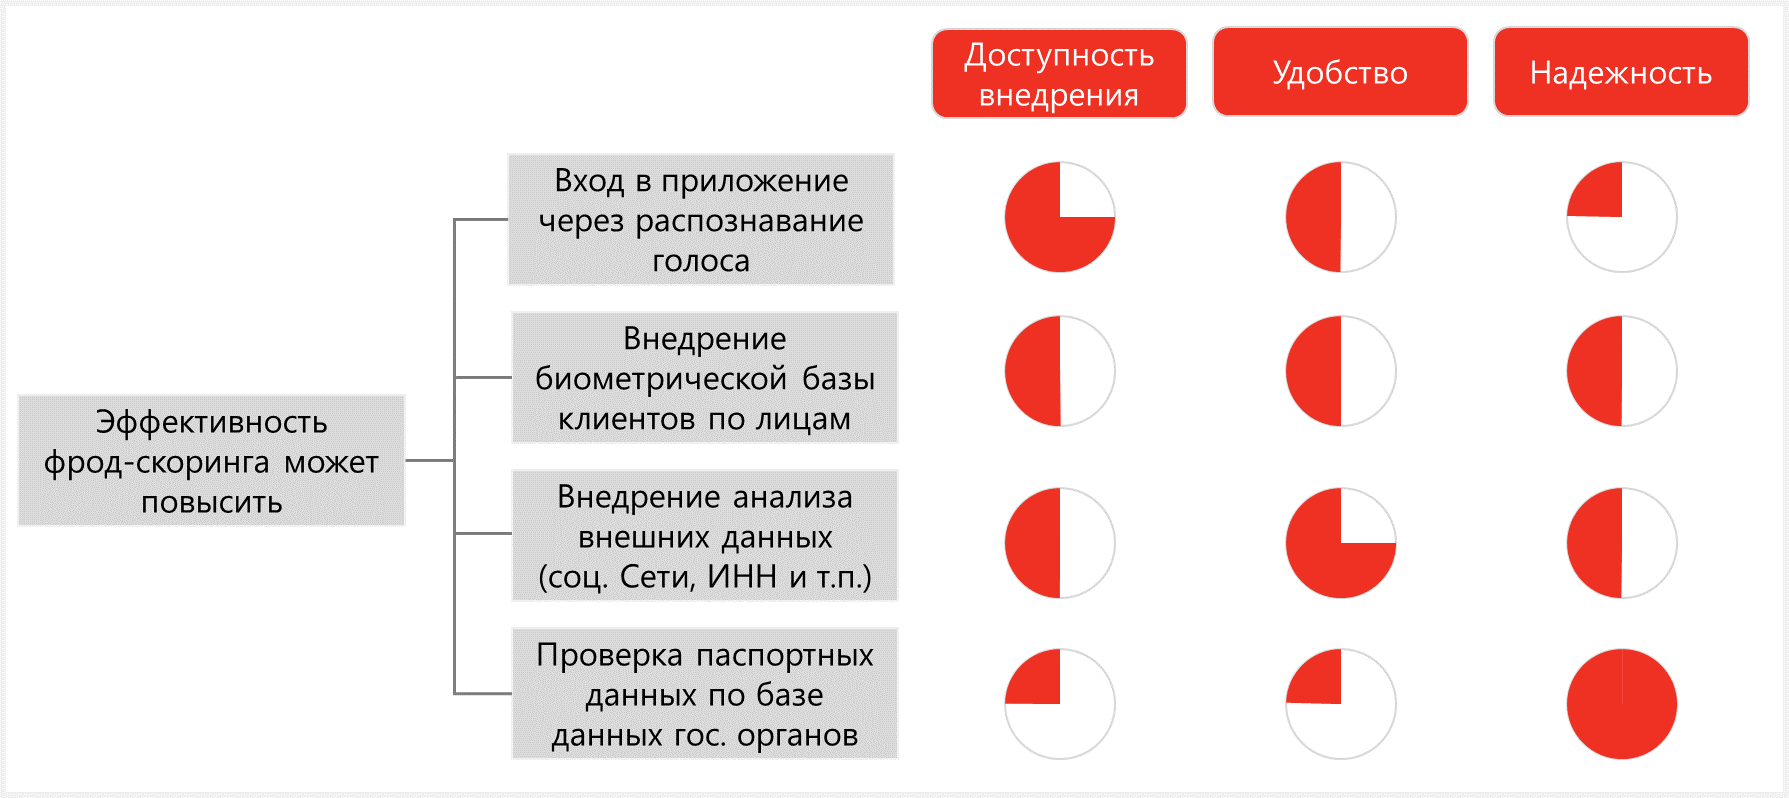 Доступность
внедрения
Удобство
Надежность
Вход в приложение
через распознавание
голоса
Внедрение
биометрической базы
клиентов по лицам
Эффективность
фрод-скоринга может
повысить
Внедрение анализа
внешних данных
(соц. Сети, ИНН и т.п.)
Проверка паспортных
данных по базе
данных гос. органов